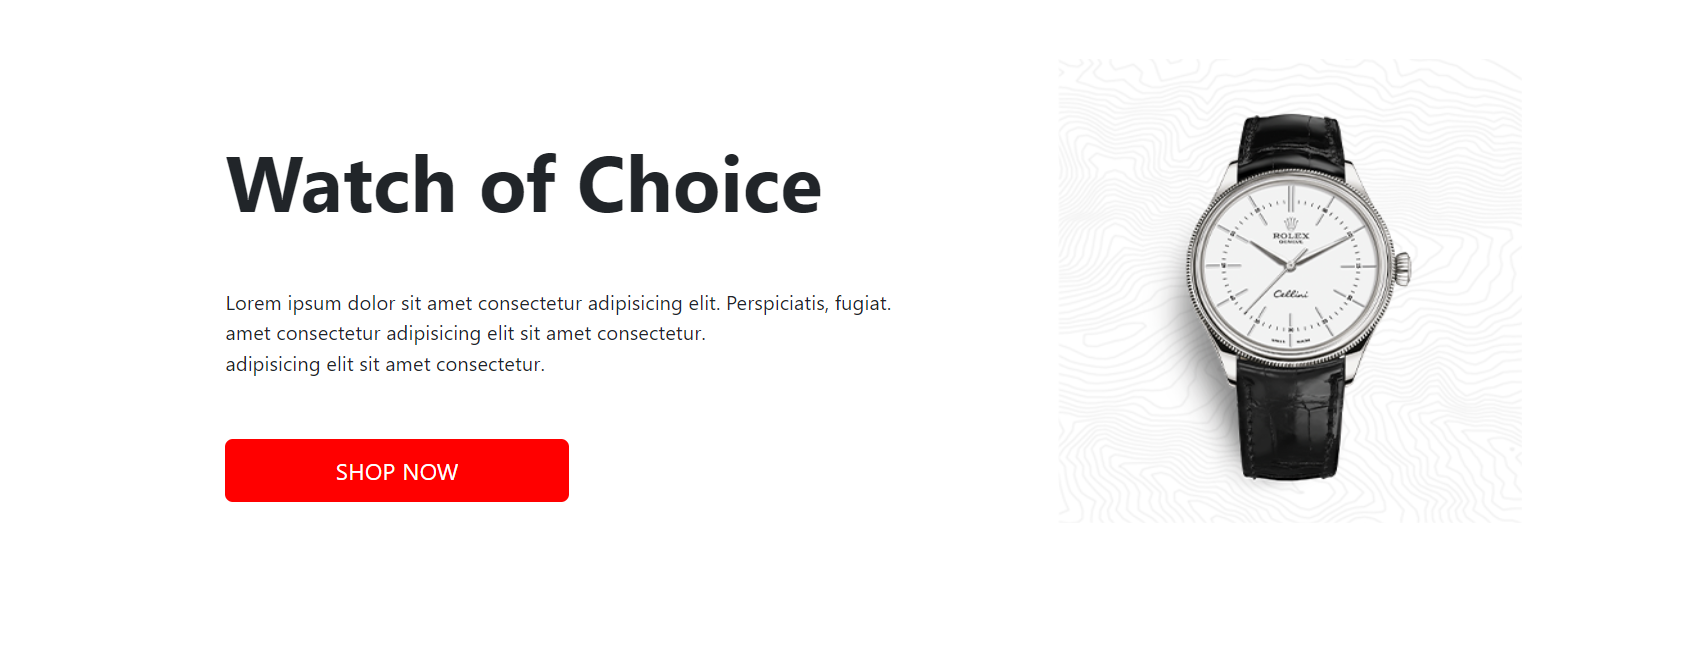 Watch of Choice
Lorem ipsum dolor sit amet consectetur adipisicing elit. Perspiciatis, fugiat.
amet consectetur adipisicing elit sit amet consectetur.
adipisicing elit sit amet consectetur.
SHOP NOW
ROLEX
Cellini